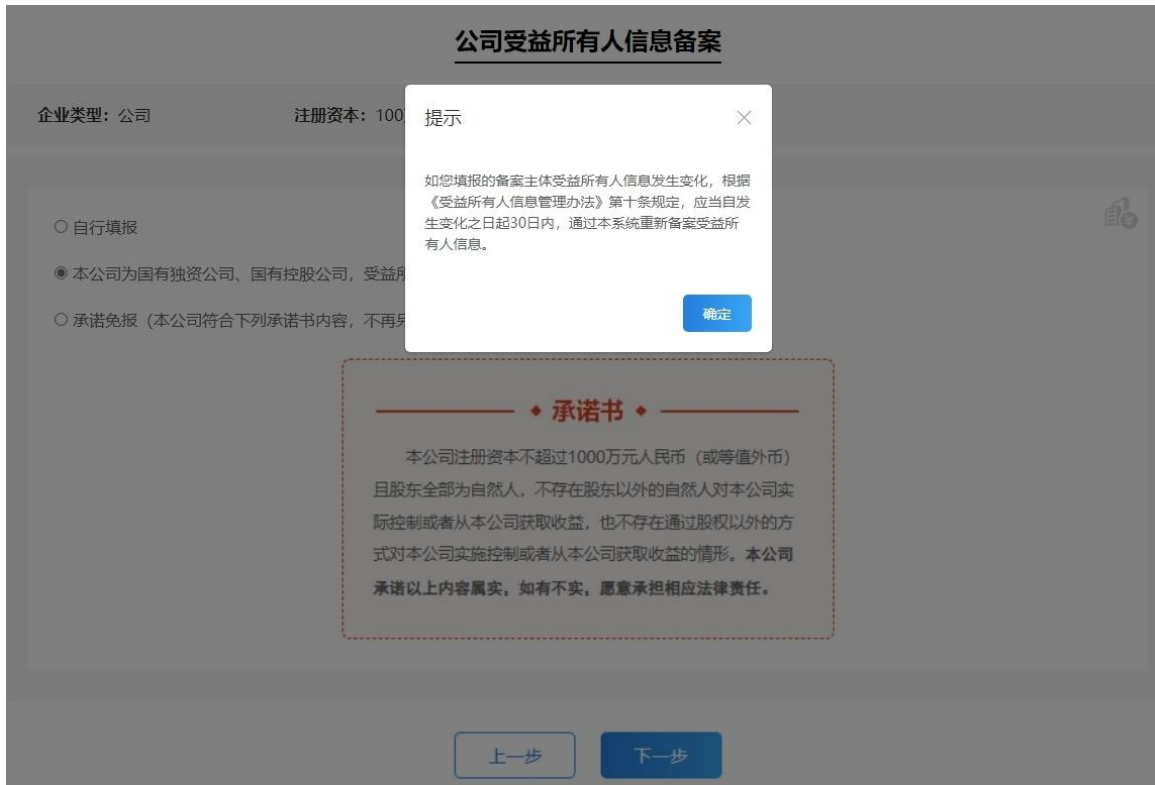 公司受益所有人信息备案
企业类型：公司
注册资本：100
提示
如您填报的备案主体受益所有人信息发生变化，根据
《受益所有人信息管理办法》第十条规定，应当自发
生变化之日起30日内，通过本系统重新备案受益所
有人信息。
确定
自行填报
本公司为国有独资公司、国有控股公司，受益所
承诺免报（本公司符合下列承诺书内容，不再另
承诺书
本公司注册资本不超过1000万元人民币（或等值外币）
且股东全部为自然人，不存在股东以外的自然人对本公司实
际控制或者从本公司获取收益，也不存在通过股权以外的方
式对本公司实施控制或者从本公司获取收益的情形。本公司
承诺以上内容属实，如有不实，愿意承担相应法律责任。
上一步
下一步